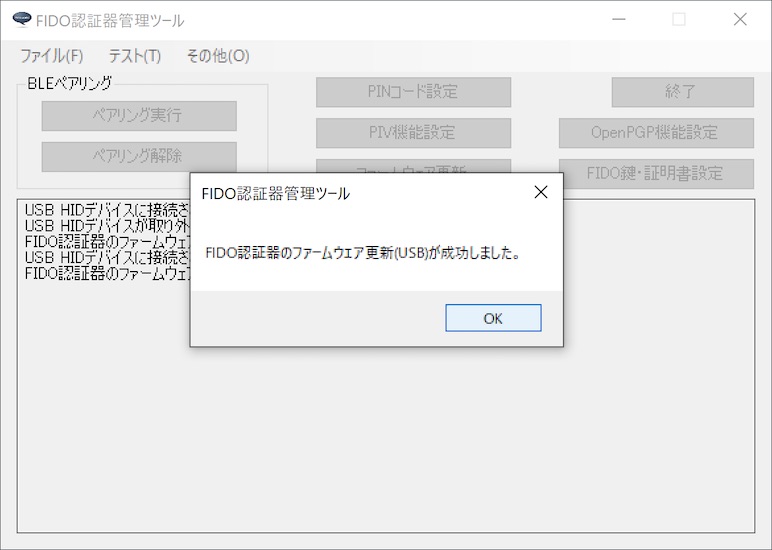 FIDO認証器管理ツール
ファイル(F) テスト(T) その他(O)
BLEペアリング
ペアリング実行
ペアリング解除
PINコード設定
PIV機能設定
ファームウェア更新
終了
OpenPGP機能設定
FIDO鍵・証明書設定
USB HIDデバイスに接続さ
USB HIDデバイスが取り外
FIDO認証器のファームウェ
USB HIDデバイスに接続さ
FIDO認証器のファームウェ
FIDO認証器管理ツール
FIDO認証器のファームウェア更新(USB)が成功しました。
OK